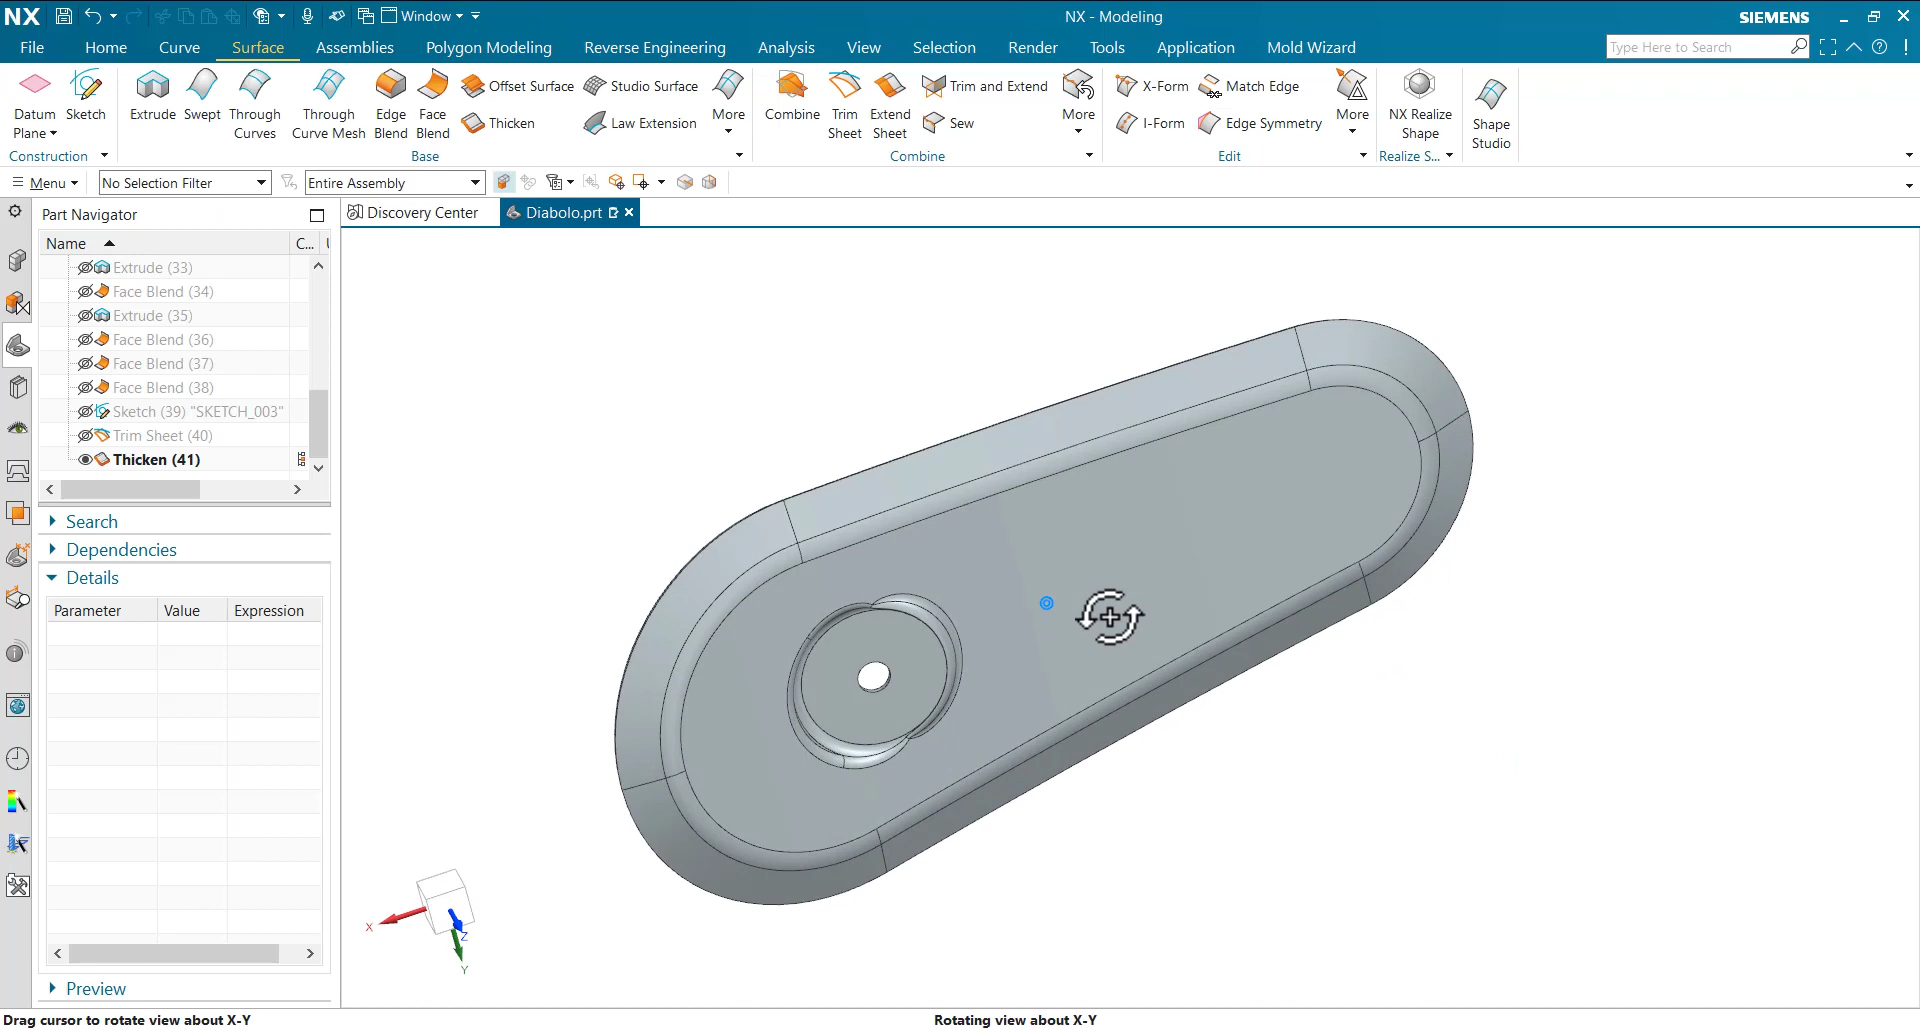 NX Window NX - Modeling SIEMENS
File Home Curve Surface Assemblies Polygon Modeling Reverse Engineering Analysis View Selection Render Tools Application Mold Wizard Type Here to Search
Datum Plane
Sketch
Construction
Extrude
Swept
Through Curves
Through Curve Mesh
Edge Blend
Face Blend
Offset Surface
Thicken
Studio Surface
Law Extension
More
Base
Combine
Trim Sheet
Extend Sheet
Trim and Extend
Sew
More
Combine
X-Form
I-Form
Match Edge
Edge Symmetry
More
Edit
NX Realize Shape
Realize S...
Shape Studio
Menu No Selection Filter Entire Assembly
Part Navigator
Discovery Center Diabolo.prt
Name C...
Extrude (33)
Face Blend (34)
Extrude (35)
Face Blend (36)
Face Blend (37)
Face Blend (38)
Sketch (39) "SKETCH_003"
Trim Sheet (40)
Thicken (41)
Search
Dependencies
Details
Parameter Value Expression
Preview
X
Z
Y
Drag cursor to rotate view about X-Y Rotating view about X-Y